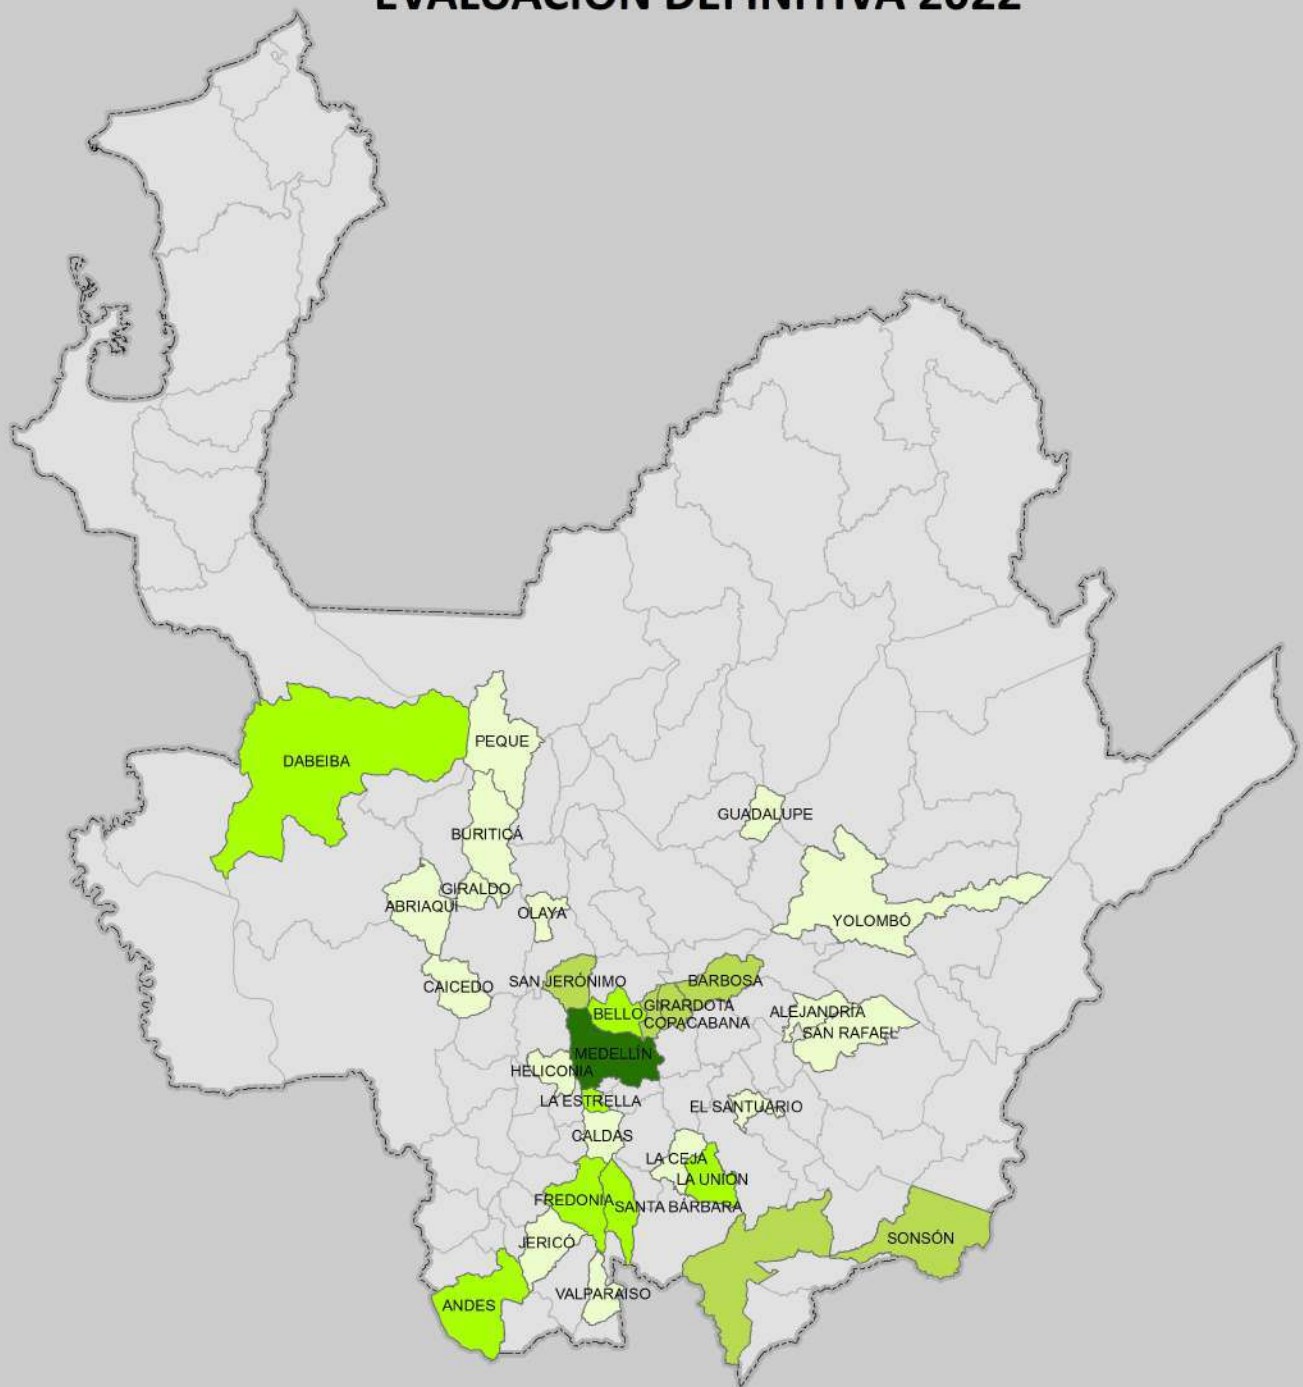 EVALUACIÓN DEFINITIVA 2022
PEQUE
DABEIBA
GUADALUPE
BURITICÁ
GIRALDO
ABRIAQUÍ
OLAYA
YOLOMBÓ
SAN JERÓNIMO
BARBOSA
CAICEDO
GIRARDOTA
BELLO
ALEJANDRÍA
COPACABANA
SAN RAFAEL
MEDELLÍN
HELICONIA
LA ESTRELLA
EL SANTUARIO
CALDAS
LA CEJA
LA UNIÓN
FREDONIA
SANTA BÁRBARA
SONSÓN
JERICÓ
VALPARAISO
ANDES